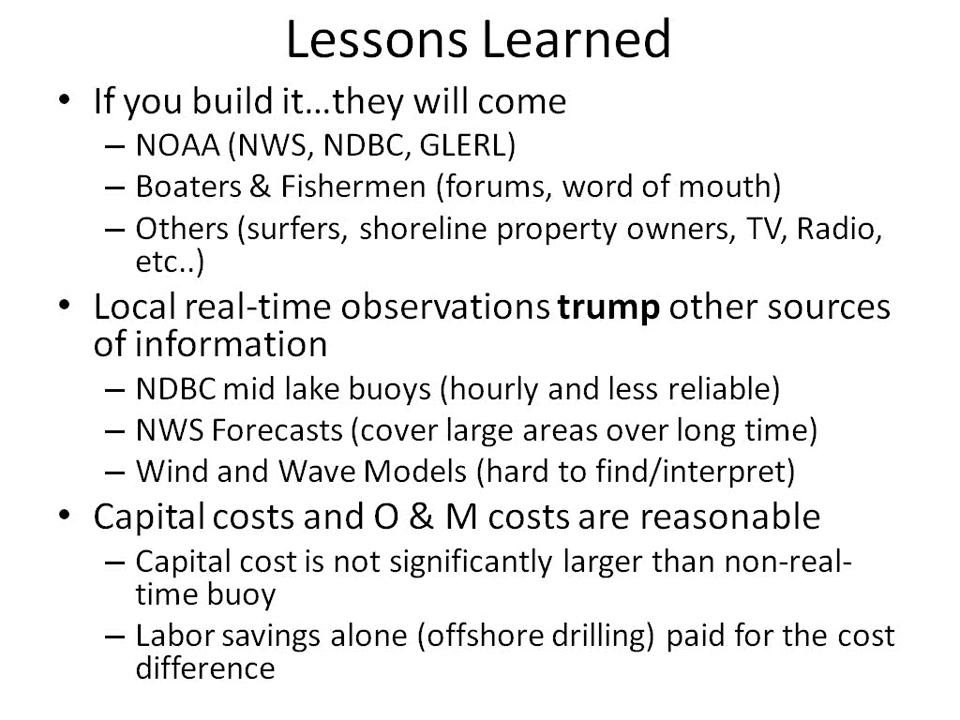 Lessons Learned
• If you build it…they will come
– NOAA (NWS, NDBC, GLERL)
– Boaters & Fishermen (forums, word of mouth)
– Others (surfers, shoreline property owners, TV, Radio,
etc..)
• Local real-time observations trump other sources
of information
– NDBC mid lake buoys (hourly and less reliable)
– NWS Forecasts (cover large areas over long time)
– Wind and Wave Models (hard to find/interpret)
• Capital costs and O & M costs are reasonable
– Capital cost is not significantly larger than non-real-
time buoy
– Labor savings alone (offshore drilling) paid for the cost
difference